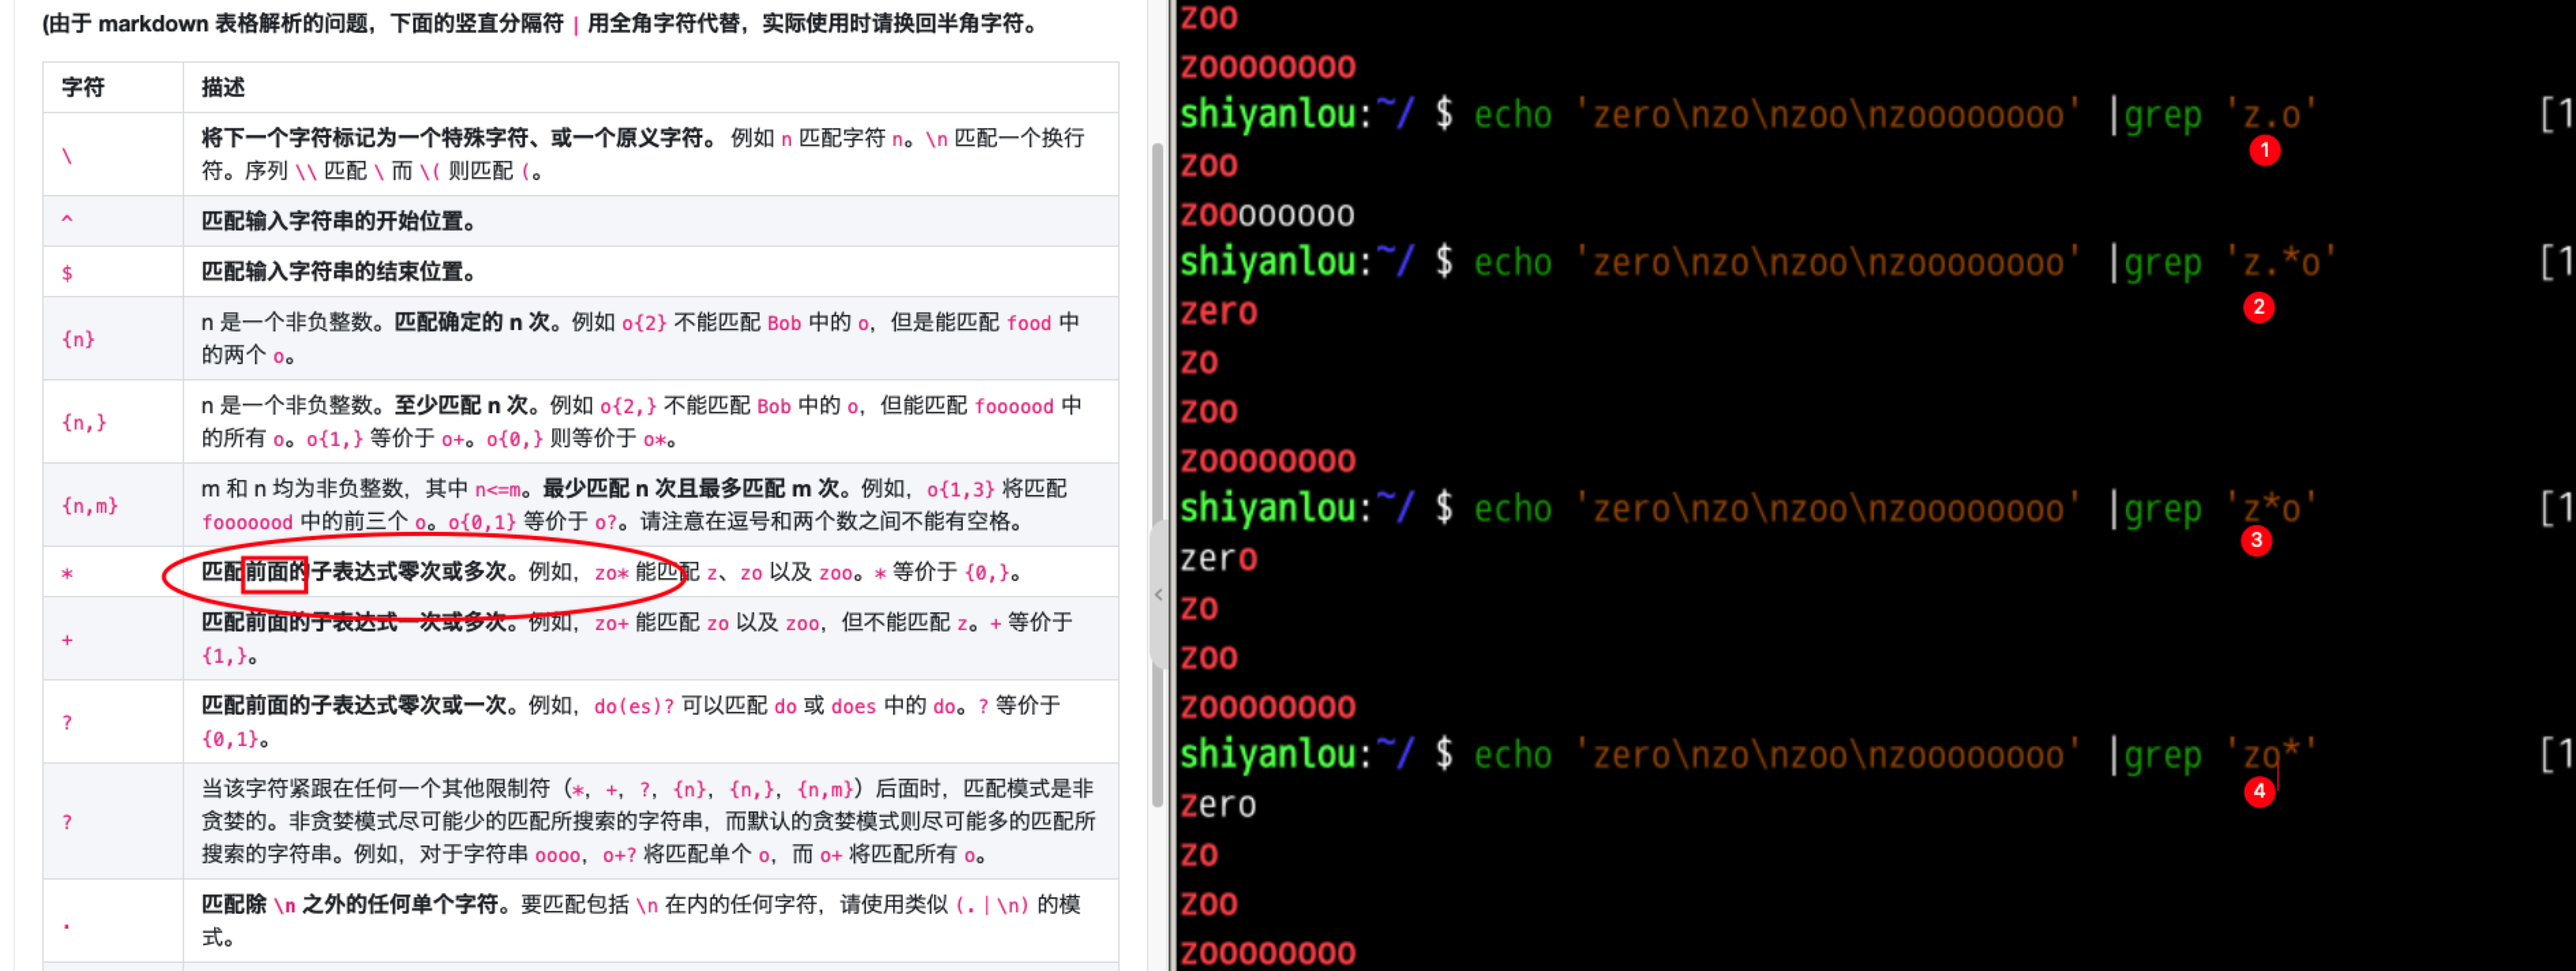 (由于 markdown 表格解析的问题，下面的竖直分隔符 | 用全角字符代替，实际使用时请换回半角字符。
字符 描述
\ 将下一个字符标记为一个特殊字符、或一个原义字符。 例如 n 匹配字符 n。\n 匹配一个换行
符。序列 \\ 匹配 \ 而 \( 则匹配 (。
^ 匹配输入字符串的开始位置。
$ 匹配输入字符串的结束位置。
{n} n 是一个非负整数。匹配确定的 n 次。例如 o{2} 不能匹配 Bob 中的 o，但是能匹配 food 中
的两个 o。
{n,} n 是一个非负整数。至少匹配 n 次。例如 o{2,} 不能匹配 Bob 中的 o，但能匹配 foooood 中
的所有 o。o{1,} 等价于 o+。o{0,} 则等价于 o*。
{n,m} m 和 n 均为非负整数，其中 n<=m。最少匹配 n 次且最多匹配 m 次。例如，o{1,3} 将匹配
fooooood 中的前三个 o。o{0,1} 等价于 o?。请注意在逗号和两个数之间不能有空格。
* 匹配前面的子表达式零次或多次。例如，zo* 能匹配 z、zo 以及 zoo。* 等价于 {0,}。
+ 匹配前面的子表达式一次或多次。例如，zo+ 能匹配 zo 以及 zoo，但不能匹配 z。+ 等价于
{1,}。
? 匹配前面的子表达式零次或一次。例如，do(es)? 可以匹配 do 或 does 中的 do。? 等价于
{0,1}。
? 当该字符紧跟在任何一个其他限制符（*，+，?，{n}，{n,}，{n,m}）后面时，匹配模式是非
贪婪的。非贪婪模式尽可能少的匹配所搜索的字符串，而默认的贪婪模式则尽可能多的匹配所
搜索的字符串。例如，对于字符串 oooo，o+? 将匹配单个 o，而 o+ 将匹配所有 o。
. 匹配除 \n 之外的任何单个字符。要匹配包括 \n 在内的任何字符，请使用类似 (.｜\n) 的模
式。
<
zoo
zoooooooo
shiyanlou:~/ $ echo 'zero\nzo\nzoo\nzoooooooo' |grep 'z.o' [1
1
zoo
zoooooooo
shiyanlou:~/ $ echo 'zero\nzo\nzoo\nzoooooooo' |grep 'z.*o' [1
2
zero
zo
zoo
zoooooooo
shiyanlou:~/ $ echo 'zero\nzo\nzoo\nzoooooooo' |grep 'z*o' [1
3
zero
zo
zoo
zoooooooo
shiyanlou:~/ $ echo 'zero\nzo\nzoo\nzoooooooo' |grep 'zo*' [1
4
zero
zo
zoo
zoooooooo